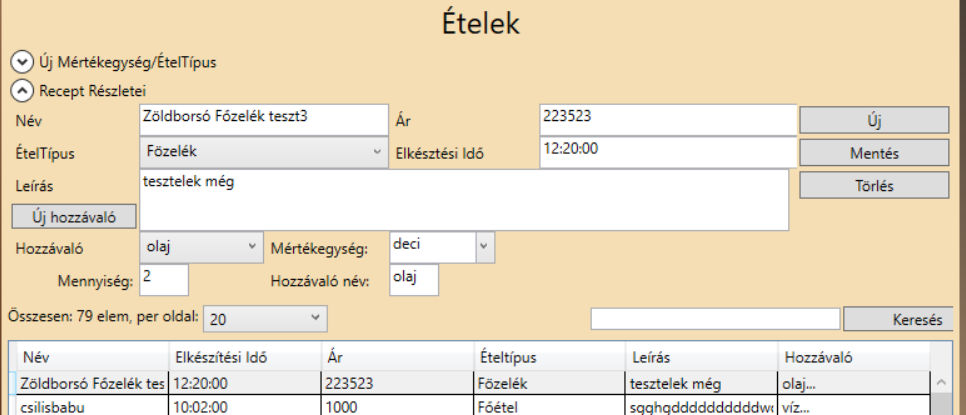 Ételek
Új Mértékegység/ÉtelTípus
Recept Részletei
Név Zöldborsó Főzelék teszt3 Ár 223523 Új
ÉtelTípus Főzelék Elkésztési Idő 12:20:00 Mentés
Leírás tesztelek még Törlés
Új hozzávaló
Hozzávaló olaj Mértékegység: deci
Mennyiség: 2 Hozzávaló név: olaj
Összesen: 79 elem, per oldal: 20 Keresés
Név Elkészítési Idő Ár Ételtípus Leírás Hozzávaló
Zöldborsó Főzelék tes 12:20:00 223523 Főzelék tesztelek még olaj...
csilisbabu 10:02:00 1000 Főétel víz...